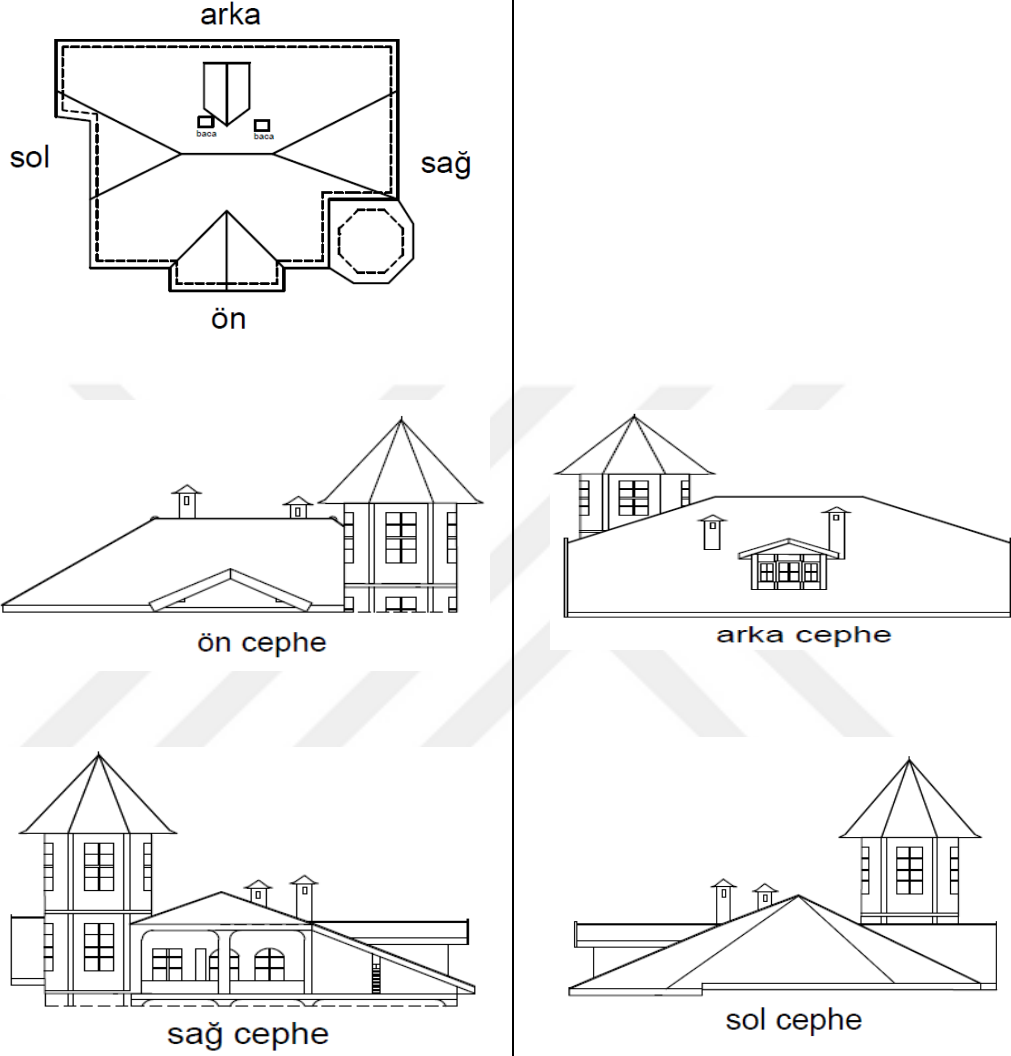 arka
baca
baca
sol
sağ
ön
ön cephe
arka cephe
sağ cephe
sol cephe